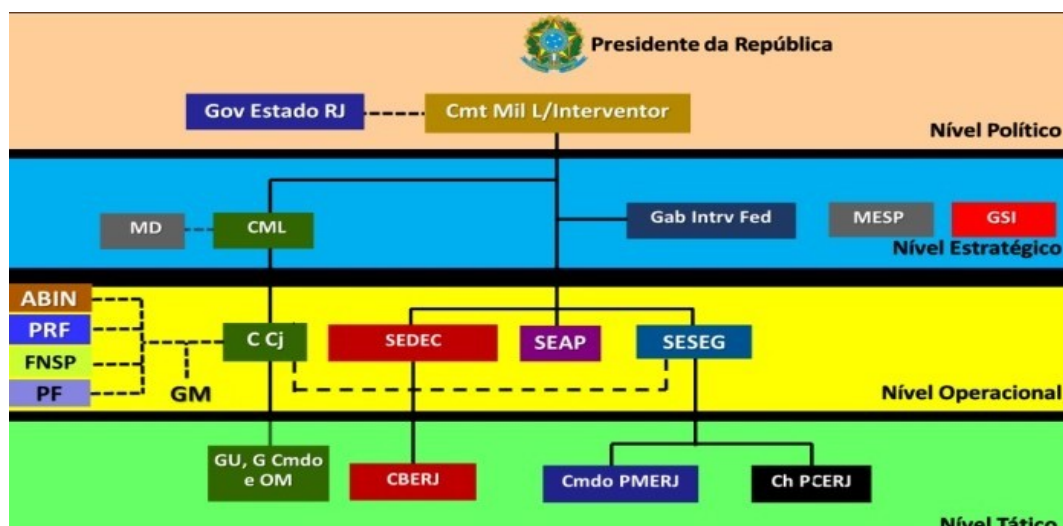 Presidente da República
Gov Estado RJ
Cmt Mil L/Interventor
Nível Político
MD
CML
Gab Intrv Fed
MESP
GSI
Nível Estratégico
ABIN
PRF
FNSP
PF
GM
C Cj
SEDEC
SEAP
SESEG
Nível Operacional
GU, G Cmdo
e OM
CBERJ
Cmdo PMERJ
Ch PCERJ
Nível Tático